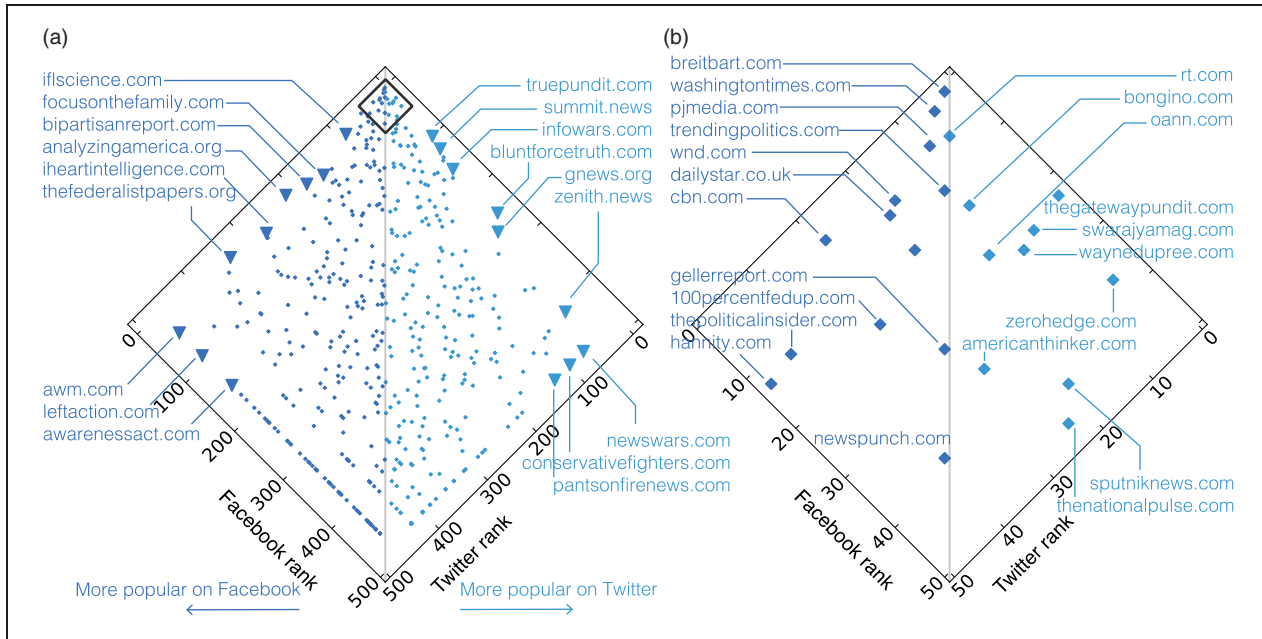 (a)
iflscience.com
focusonthefamily.com
bipartisanreport.com
analyzingamerica.org
iheartintelligence.com
thefederalistpapers.org
truepundit.com
summit.news
infowars.com
bluntforcetruth.com
gnews.org
zenith.news
awm.com
leftaction.com
awarenessact.com
newswars.com
conservativefighters.com
pantsonfirenews.com
0
100
200
300
400
500
Facebook rank
0
100
200
300
400
500
Twitter rank
More popular on Facebook
More popular on Twitter
(b)
breitbart.com
washingtontimes.com
pjmedia.com
trendingpolitics.com
wnd.com
dailystar.co.uk
cbn.com
gellerreport.com
100percentfedup.com
thepoliticalinsider.com
hannity.com
newspunch.com
rt.com
bongino.com
oann.com
thegatewaypundit.com
swarajyamag.com
waynedupree.com
zerohedge.com
americanthinker.com
sputniknews.com
thenationalpulse.com
0
10
20
30
40
50
Facebook rank
0
10
20
30
40
50
Twitter rank